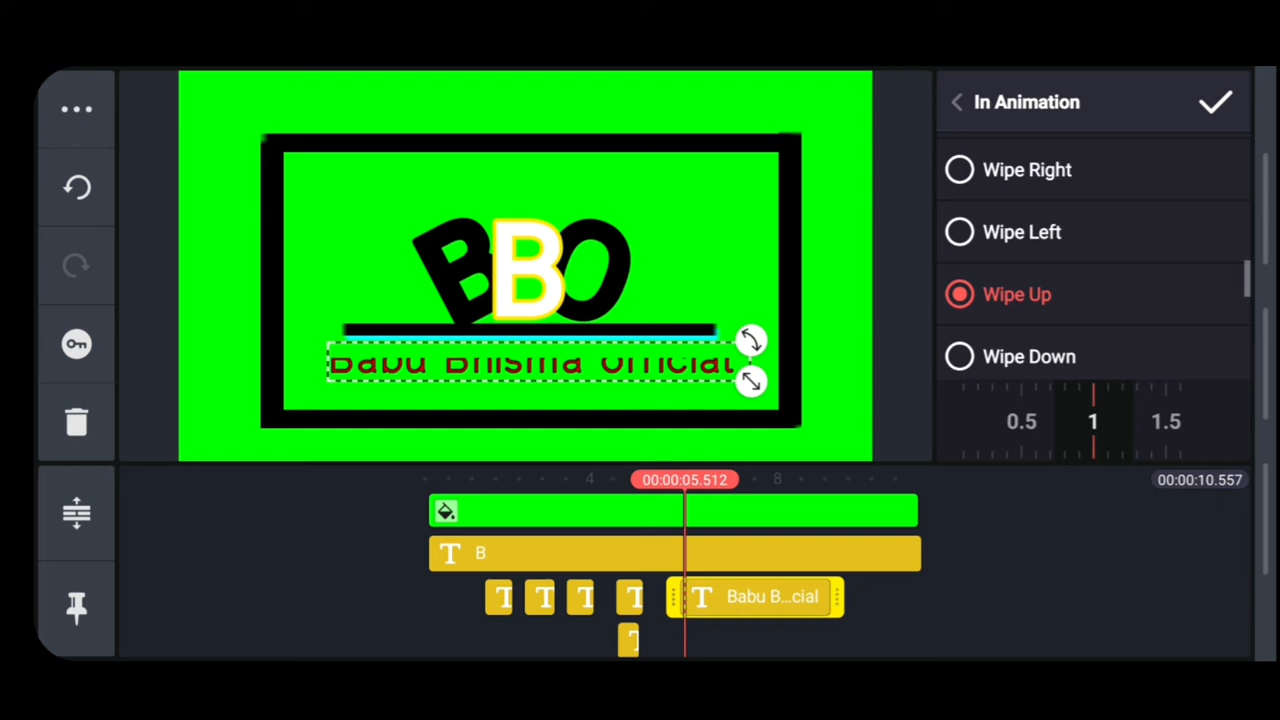 In Animation
Wipe Right
Wipe Left
Wipe Up
Wipe Down
0.5 1 1.5
BBO
Babu Bhisma official
4 00:00:05.512 8 00:00:10.557
T B
T T T T T Babu B...cial
T